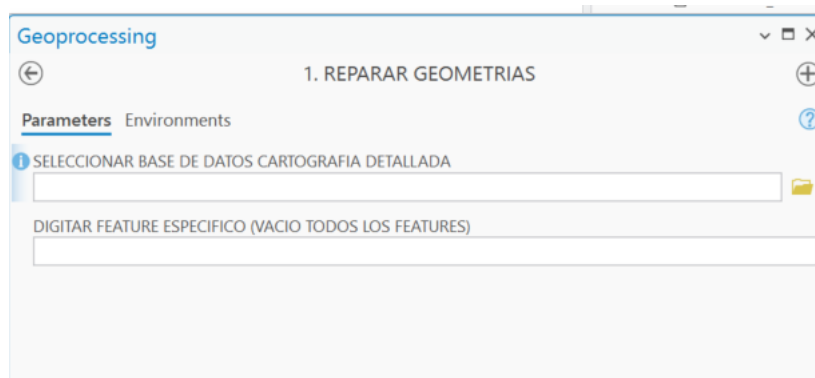 Geoprocessing
1. REPARAR GEOMETRIAS
Parameters Environments
SELECCIONAR BASE DE DATOS CARTOGRAFIA DETALLADA
DIGITAR FEATURE ESPECIFICO (VACIO TODOS LOS FEATURES)